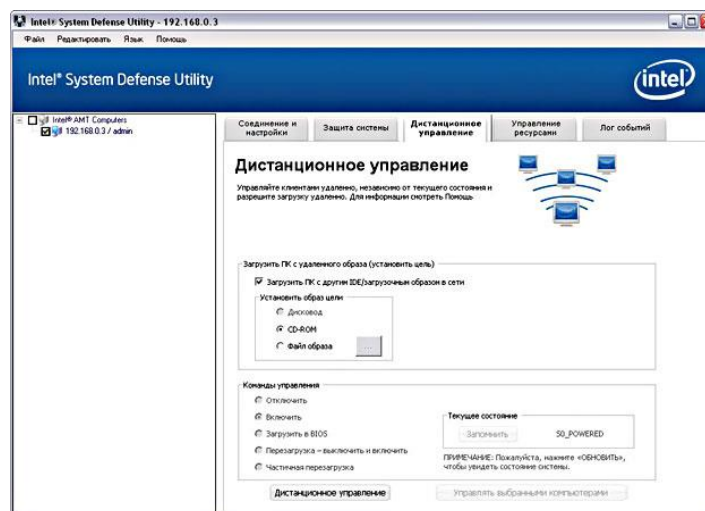 Intel® System Defense Utility - 192.168.0.3
Файл Редактировать Язык Помощь
Intel® System Defense Utility
intel
Intel® AMT Computers
192.168.0.3 / admin
Соединение и настройки
Защита системы
Дистанционное управление
Управление ресурсами
Лог событий
Дистанционное управление
Управляйте клиентами удаленно, независимо от текущего состояния и
разрешите загрузку удаленно. Для информации смотреть Помощь
Загрузить ПК с удаленного образа (установить цель)
Загрузить ПК с другим IDE/загрузочным образом в сети
Установить образ цели
Дисковод
CD-ROM
Файл образа
...
Команды управления
Отключить
Включить
Загрузить в BIOS
Перезагрузка – выключить и включить
Частичная перезагрузка
Текущее состояние
Запомнить
S0_POWERED
ПРИМЕЧАНИЕ: Пожалуйста, нажмите «ОБНОВИТЬ»,
чтобы увидеть состояние системы.
Дистанционное управление
Управлять выбранными компьютерами